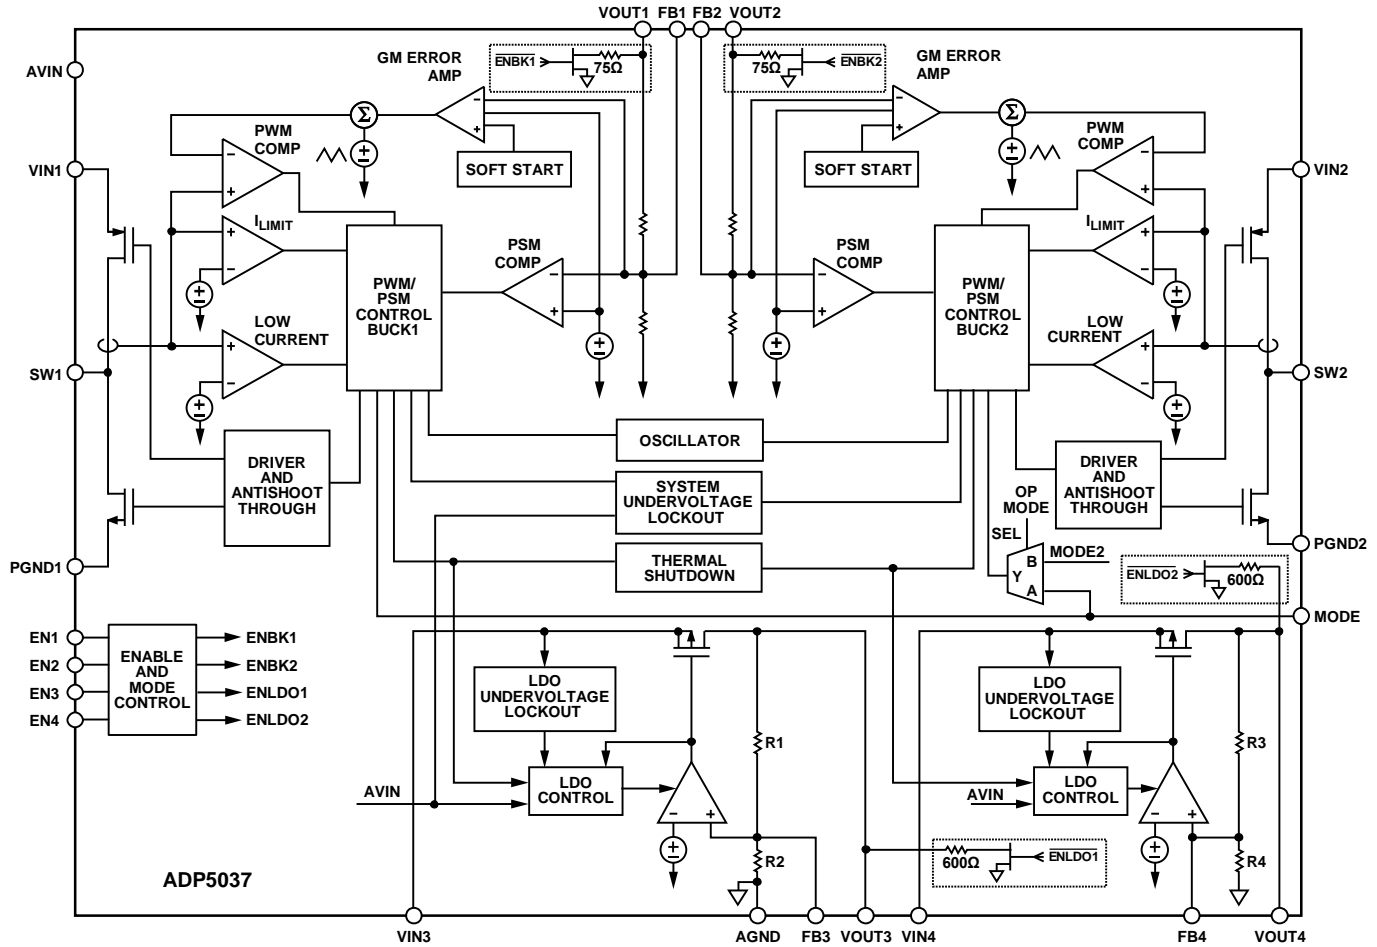 VOUT1 FB1 FB2 VOUT2
AVIN
GM ERROR
AMP
ENBK1
75Ω
75Ω
ENBK2
GM ERROR
AMP
Σ
Σ
PWM
COMP
SOFT START
SOFT START
PWM
COMP
VIN1
VIN2
ILIMIT
ILIMIT
PSM
COMP
PSM
COMP
PWM/
PSM
CONTROL
BUCK1
PWM/
PSM
CONTROL
BUCK2
LOW
CURRENT
LOW
CURRENT
SW1
SW2
OSCILLATOR
DRIVER
AND
ANTISHOOT
THROUGH
SYSTEM
UNDERVOLTAGE
LOCKOUT
DRIVER
AND
ANTISHOOT
THROUGH
OP
MODE
SEL
B
Y
A
MODE2
PGND1
PGND2
THERMAL
SHUTDOWN
ENLDO2
600Ω
MODE
EN1
EN2
EN3
EN4
ENABLE
AND
MODE
CONTROL
ENBK1
ENBK2
ENLDO1
ENLDO2
LDO
UNDERVOLTAGE
LOCKOUT
LDO
UNDERVOLTAGE
LOCKOUT
R1
R3
AVIN
LDO
CONTROL
AVIN
LDO
CONTROL
R2
600Ω
ENLDO1
R4
ADP5037
VIN3 AGND FB3 VOUT3 VIN4 FB4 VOUT4